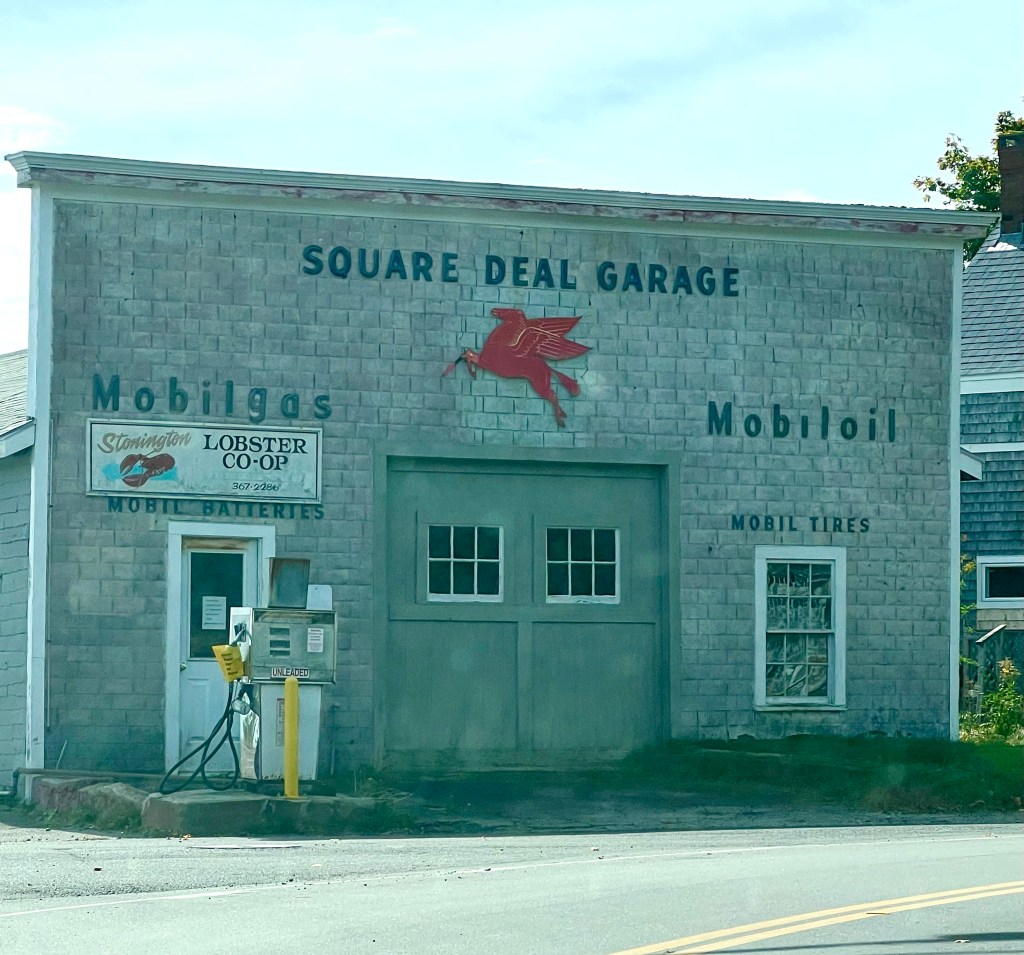 SQUARE DEAL GARAGE
Mobilgas
Mobiloil
Stonington
LOBSTER
CO-OP
367-2286
MOBIL BATTERIES
MOBIL TIRES
UNLEADED